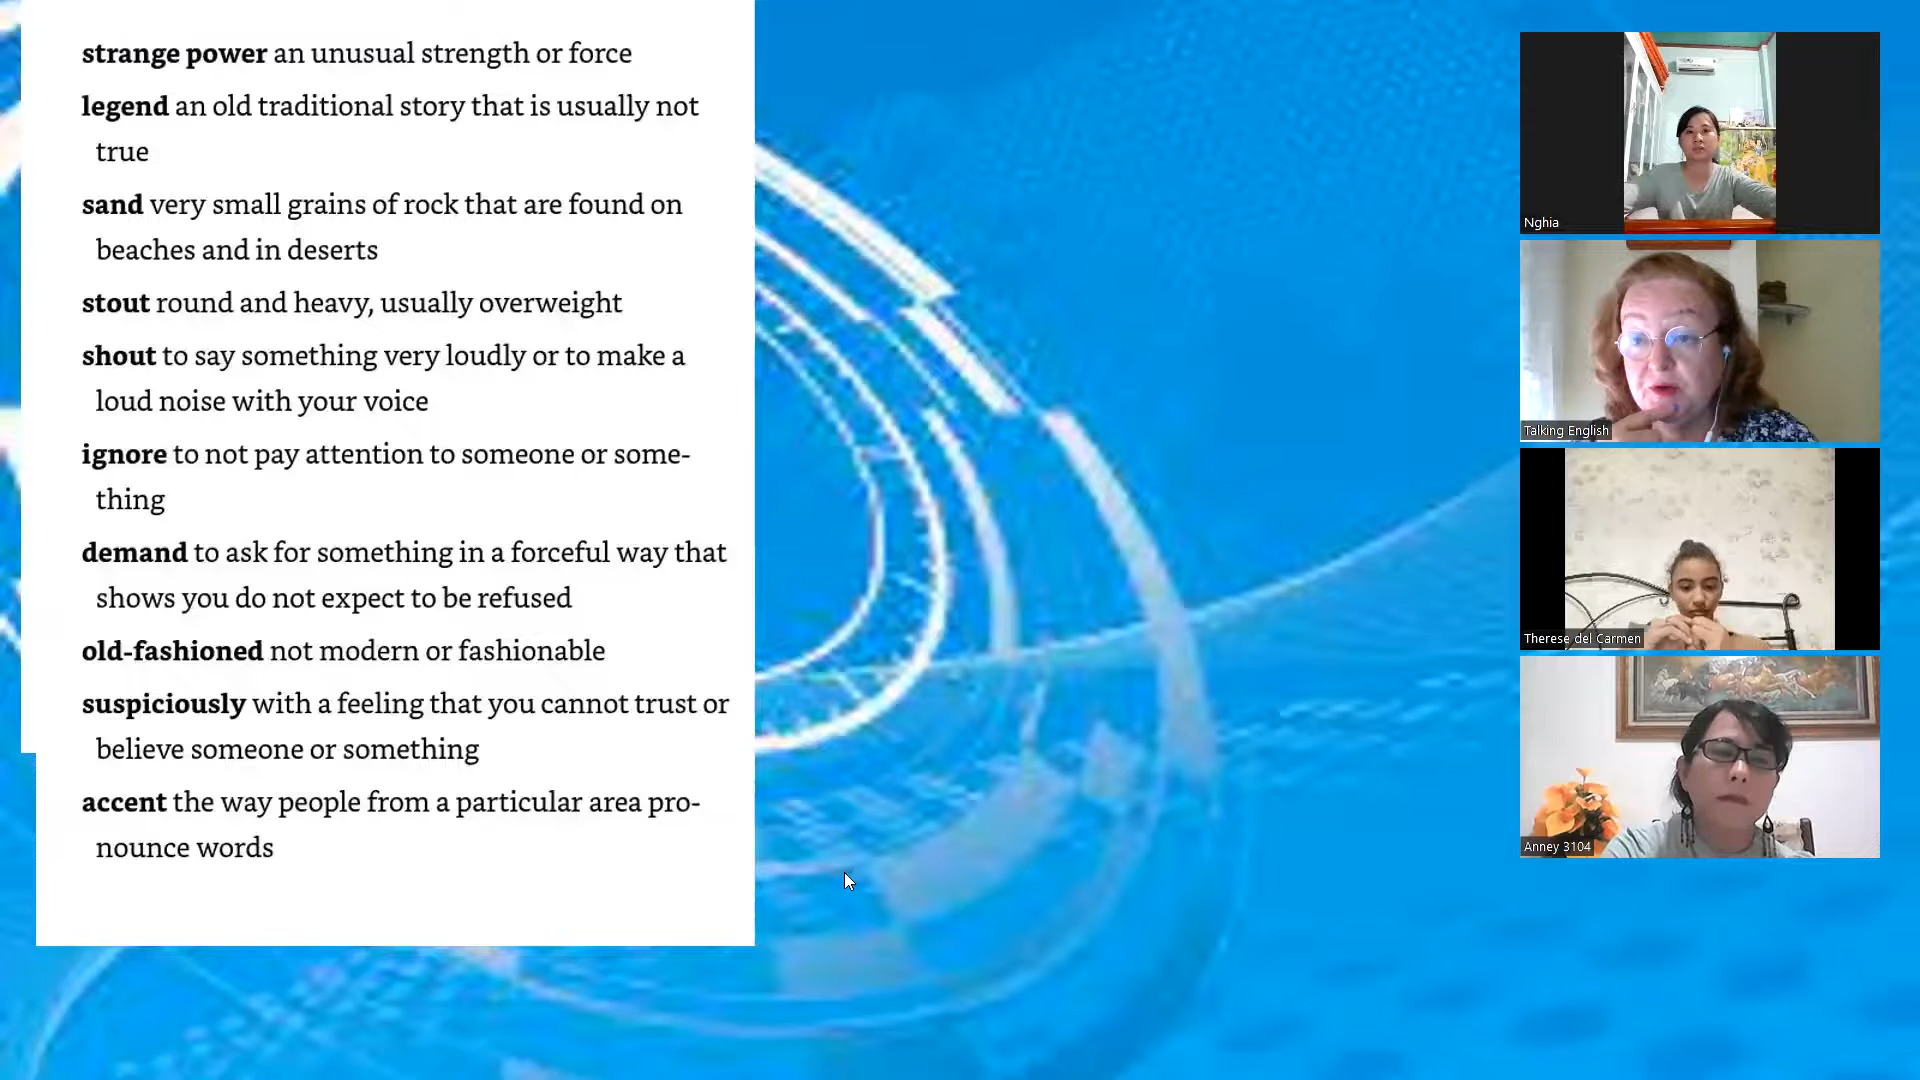 strange power an unusual strength or force
legend an old traditional story that is usually not
true
sand very small grains of rock that are found on
beaches and in deserts
stout round and heavy, usually overweight
shout to say something very loudly or to make a
loud noise with your voice
ignore to not pay attention to someone or some-
thing
demand to ask for something in a forceful way that
shows you do not expect to be refused
old-fashioned not modern or fashionable
suspiciously with a feeling that you cannot trust or
believe someone or something
accent the way people from a particular area pro-
nounce words
Nghia
Talking English
Therese del Carmen
Anney 3104